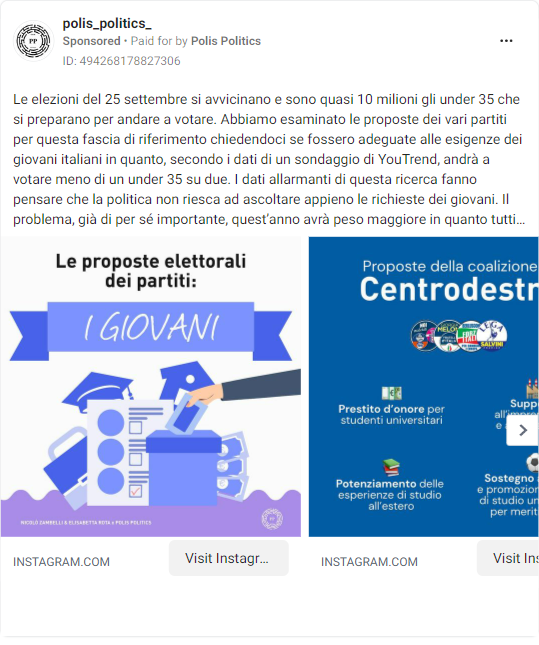 polis_politics_
Sponsored • Paid for by Polis Politics
ID: 494268178827306
Le elezioni del 25 settembre si avvicinano e sono quasi 10 milioni gli under 35 che
si preparano per andare a votare. Abbiamo esaminato le proposte dei vari partiti
per questa fascia di riferimento chiedendoci se fossero adeguate alle esigenze dei
giovani italiani in quanto, secondo i dati di un sondaggio di YouTrend, andrà a
votare meno di un under 35 su due. I dati allarmanti di questa ricerca fanno
pensare che la politica non riesca ad ascoltare appieno le richieste dei giovani. Il
problema, già di per sé importante, quest’anno avrà peso maggiore in quanto tutti...
Le proposte elettorali
dei partiti:
I GIOVANI
NICOLÒ ZAMBELLI & ELISABETTA ROTA x POLIS POLITICS
PP
Proposte della coalizione
Centrodestr
MELONI
FORZA
ITALIA
LEGA
SALVINI
Prestito d'onore per
studenti universitari
Supp
all'impren
e a
Potenziamento delle
esperienze di studio
all'estero
Sostegno
e promozion
di studio un
per merit
INSTAGRAM.COM
Visit Instagr...
INSTAGRAM.COM
Visit Ins